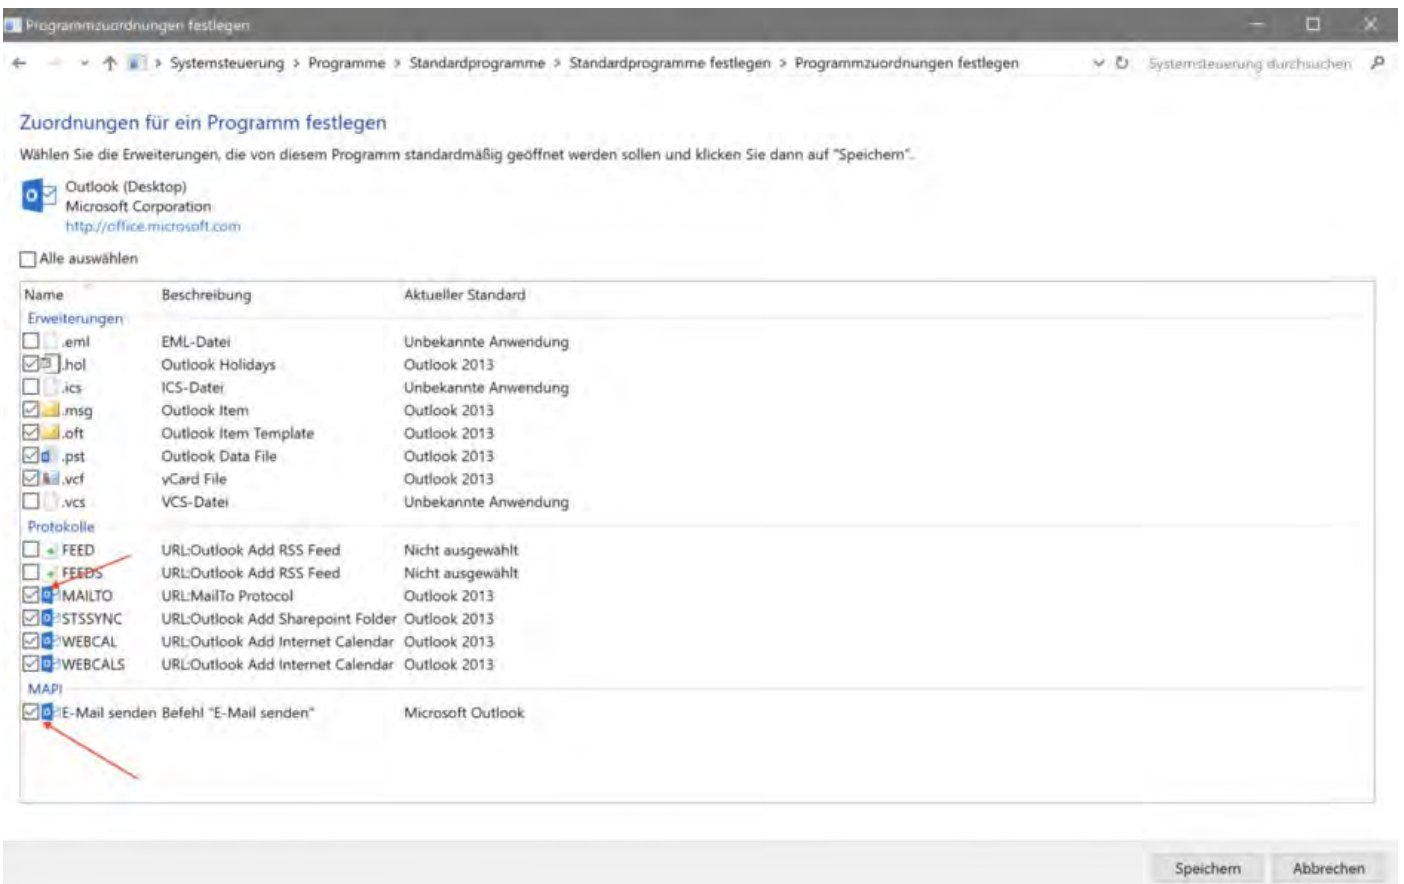 Programmzuordnungen festlegen
Systemsteuerung > Programme > Standardprogramme > Standardprogramme festlegen > Programmzuordnungen festlegen Systemsteuerung durchsuchen
Zuordnungen für ein Programm festlegen
Wählen Sie die Erweiterungen, die von diesem Programm standardmäßig geöffnet werden sollen und klicken Sie dann auf "Speichern".
Outlook (Desktop)
Microsoft Corporation
http://office.microsoft.com
Alle auswählen
Name Beschreibung Aktueller Standard
Erweiterungen
.eml EML-Datei Unbekannte Anwendung
.hol Outlook Holidays Outlook 2013
.ics ICS-Datei Unbekannte Anwendung
.msg Outlook Item Outlook 2013
.oft Outlook Item Template Outlook 2013
.pst Outlook Data File Outlook 2013
.vcf vCard File Outlook 2013
.vcs VCS-Datei Unbekannte Anwendung
Protokolle
FEED URL:Outlook Add RSS Feed Nicht ausgewählt
FEEDS URL:Outlook Add RSS Feed Nicht ausgewählt
MAILTO URL:MailTo Protocol Outlook 2013
STSSYNC URL:Outlook Add Sharepoint Folder Outlook 2013
WEBCAL URL:Outlook Add Internet Calendar Outlook 2013
WEBCALS URL:Outlook Add Internet Calendar Outlook 2013
MAPI
E-Mail senden Befehl "E-Mail senden" Microsoft Outlook
Speichern Abbrechen